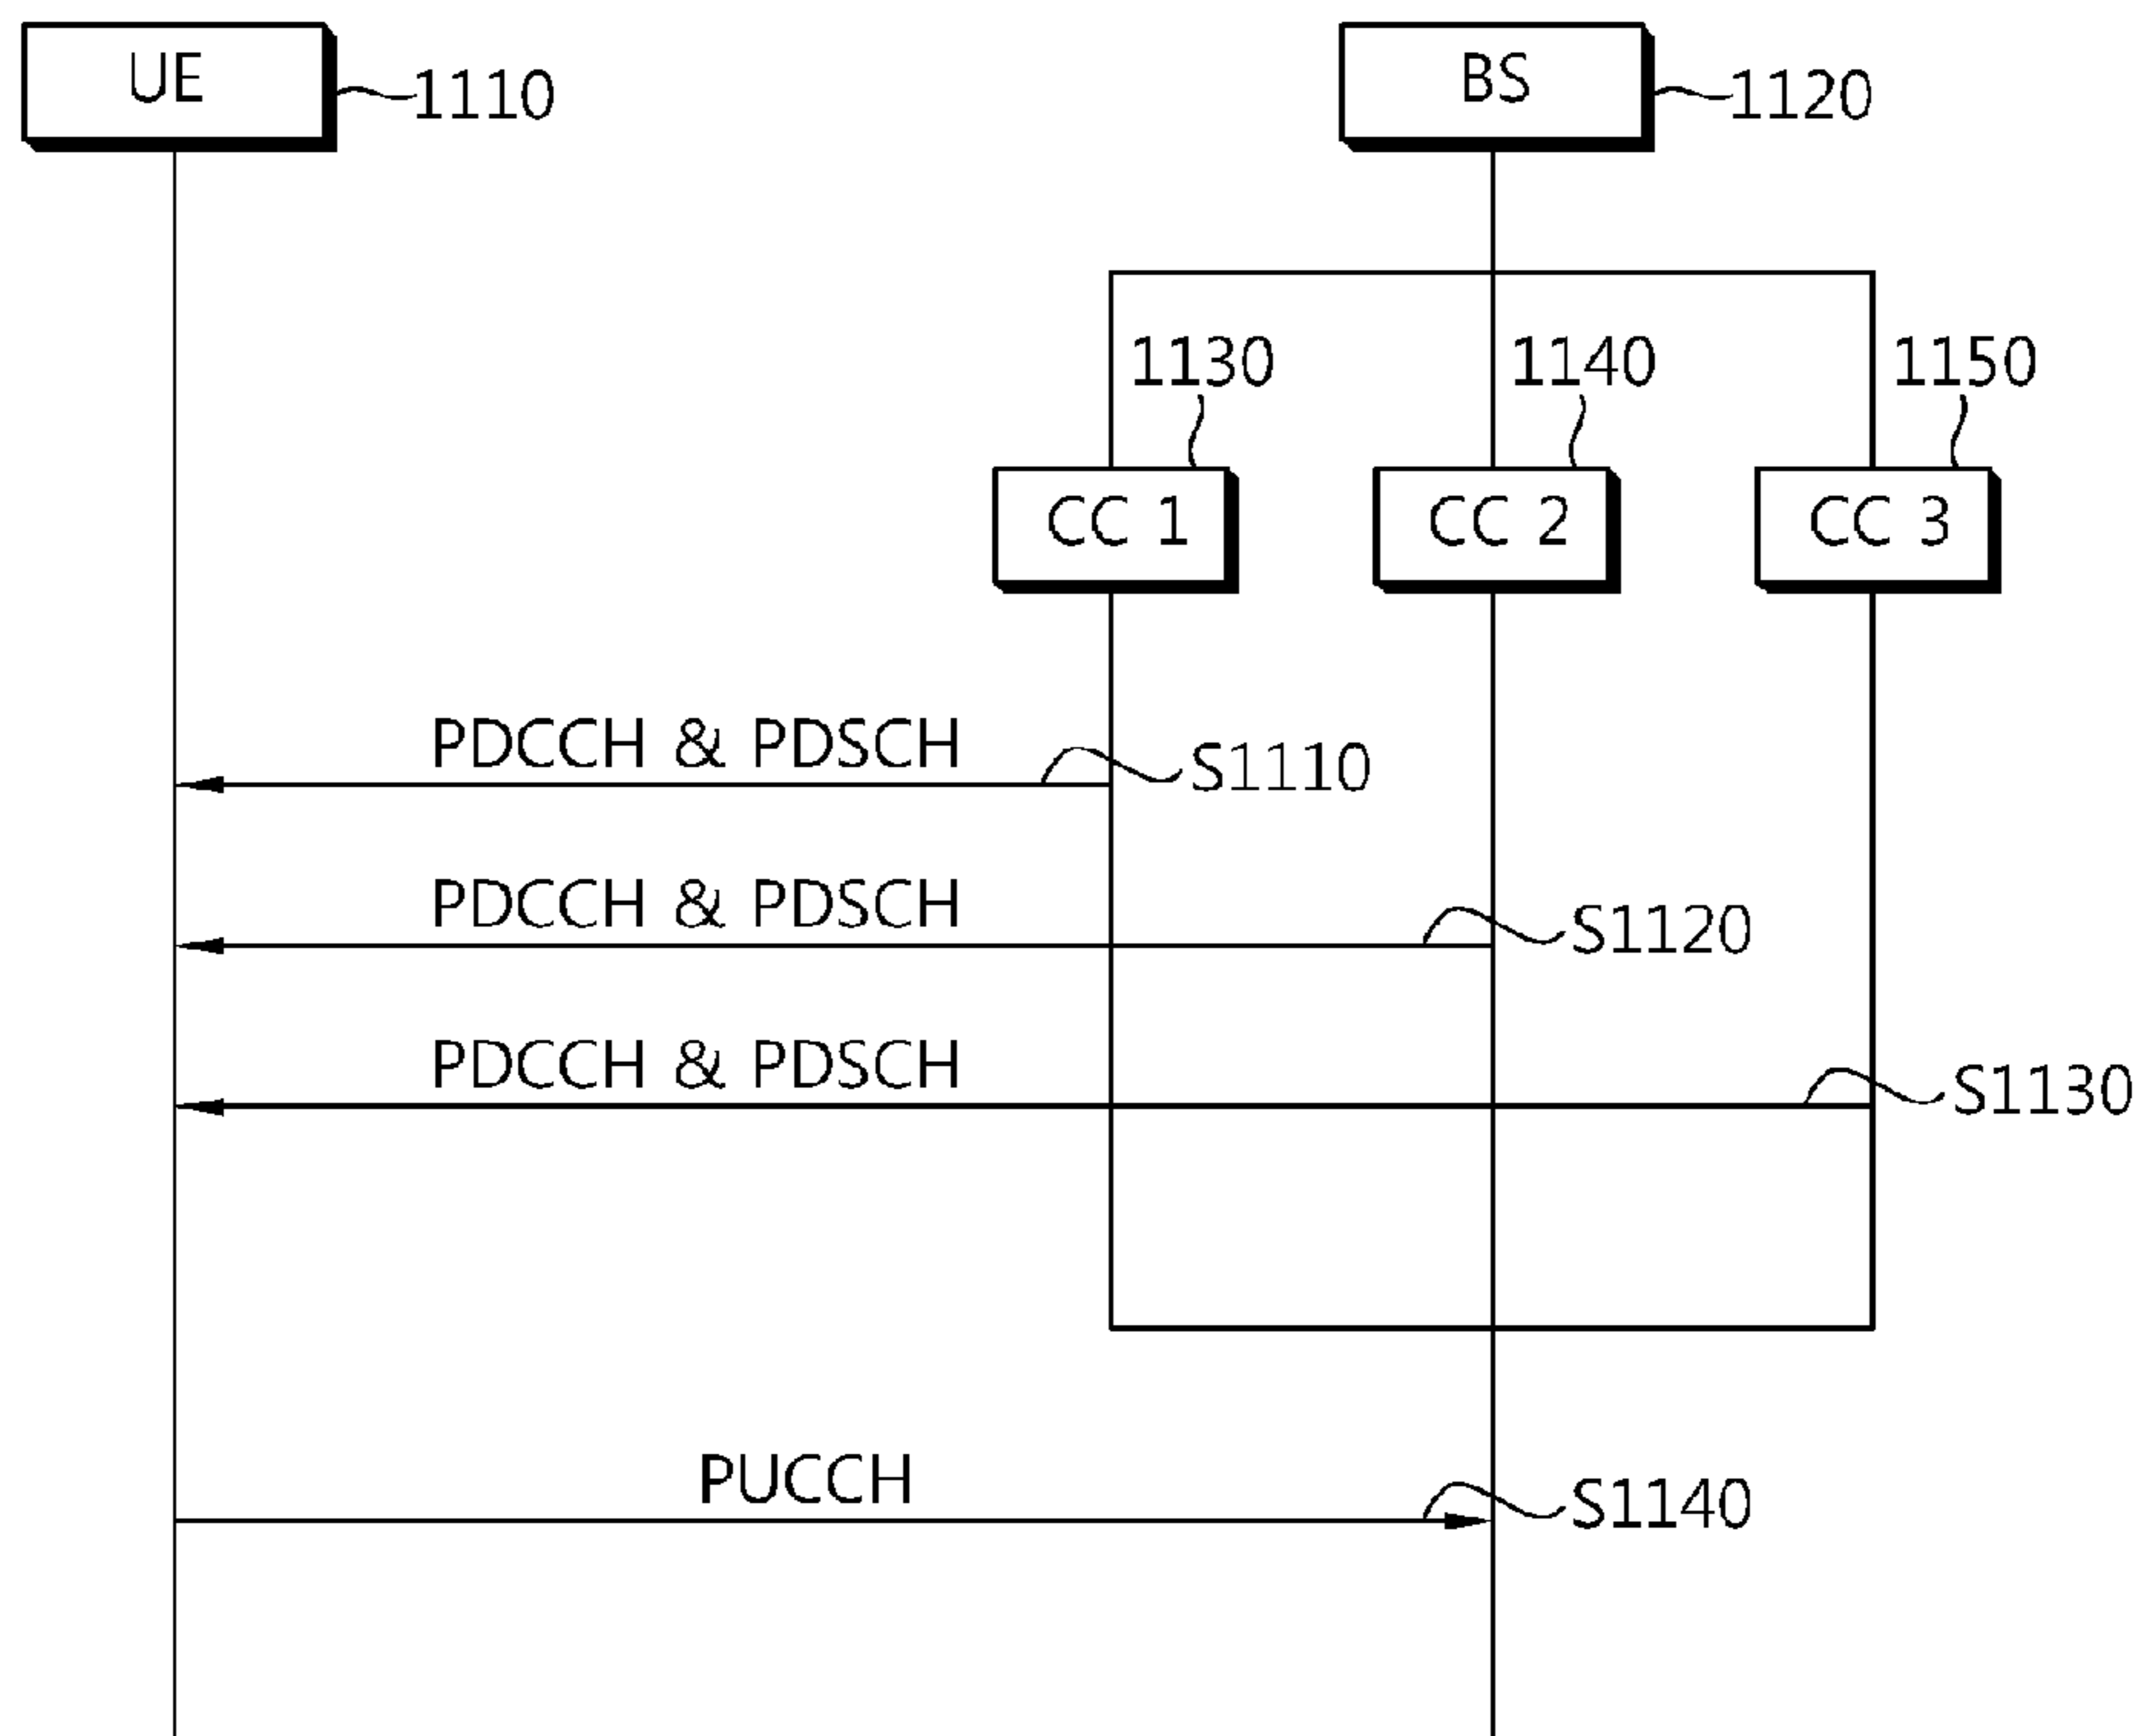 UE
1110
BS
1120
1130
1140
1150
CC 1
CC 2
CC 3
PDCCH & PDSCH
S1110
PDCCH & PDSCH
S1120
PDCCH & PDSCH
S1130
PUCCH
S1140